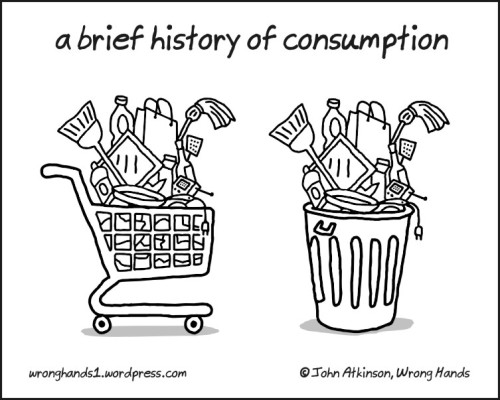 a brief history of consumption
wronghands1.wordpress.com
© John Atkinson, Wrong Hands